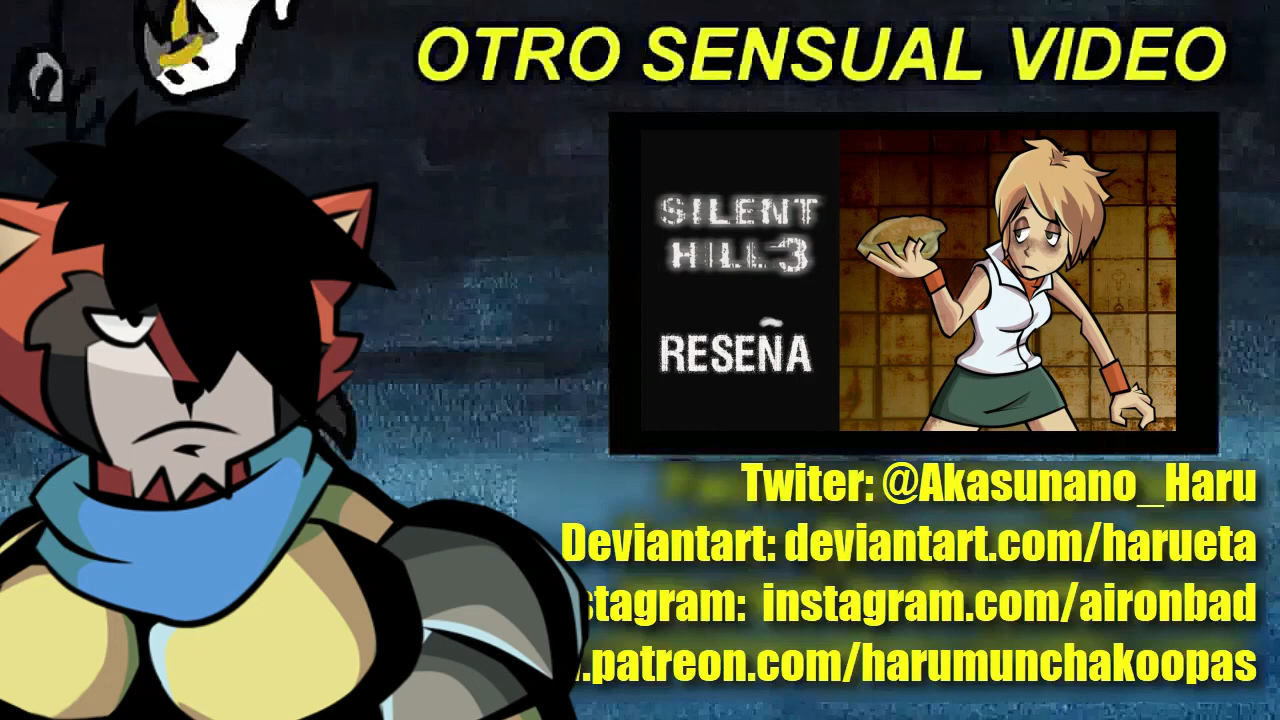 OTRO SENSUAL VIDEO
SILENT
HILL 3
RESEÑA
Twiter: @Akasunano_Haru
Deviantart: deviantart.com/harueta
stagram: instagram.com/aironbad
.patreon.com/harumunchakoopas